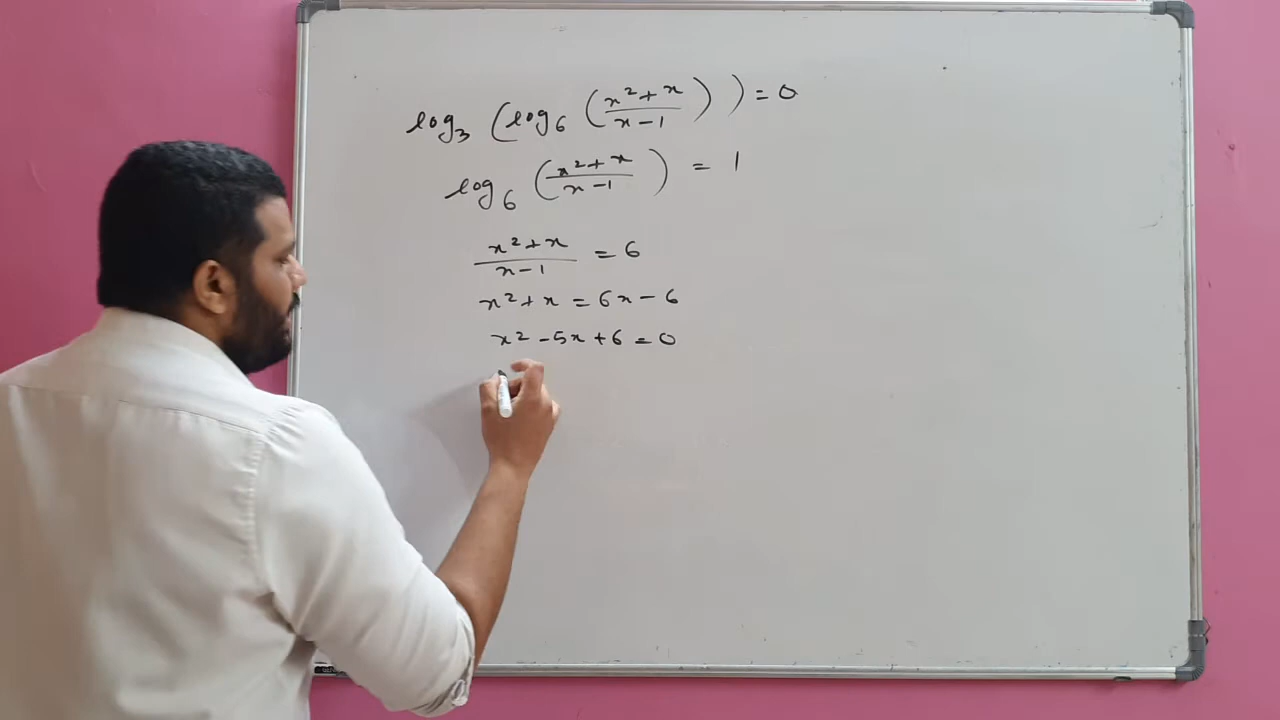 log₃ (log₆ ((x² + x)/(x - 1))) = 0
log₆ ((x² + x)/(x - 1)) = 1
(x² + x)/(x - 1) = 6
x² + x = 6x - 6
x² - 5x + 6 = 0